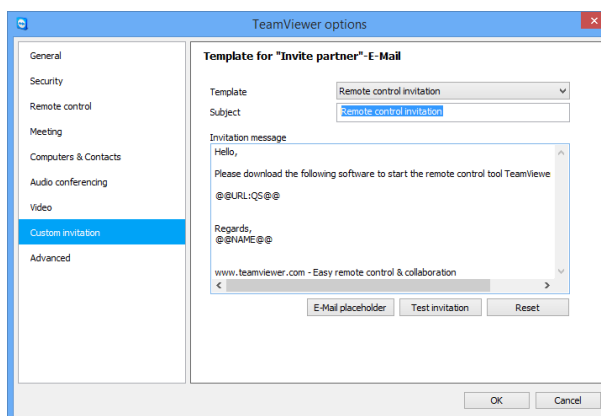 TeamViewer options
General
Security
Remote control
Meeting
Computers & Contacts
Audio conferencing
Video
Custom invitation
Advanced
Template for "Invite partner"-E-Mail
Template
Remote control invitation
Subject
Remote control invitation
Invitation message
Hello,
Please download the following software to start the remote control tool TeamViewe
@@URL:QS@@
Regards,
@@NAME@@
www.teamviewer.com - Easy remote control & collaboration
E-Mail placeholder
Test invitation
Reset
OK
Cancel